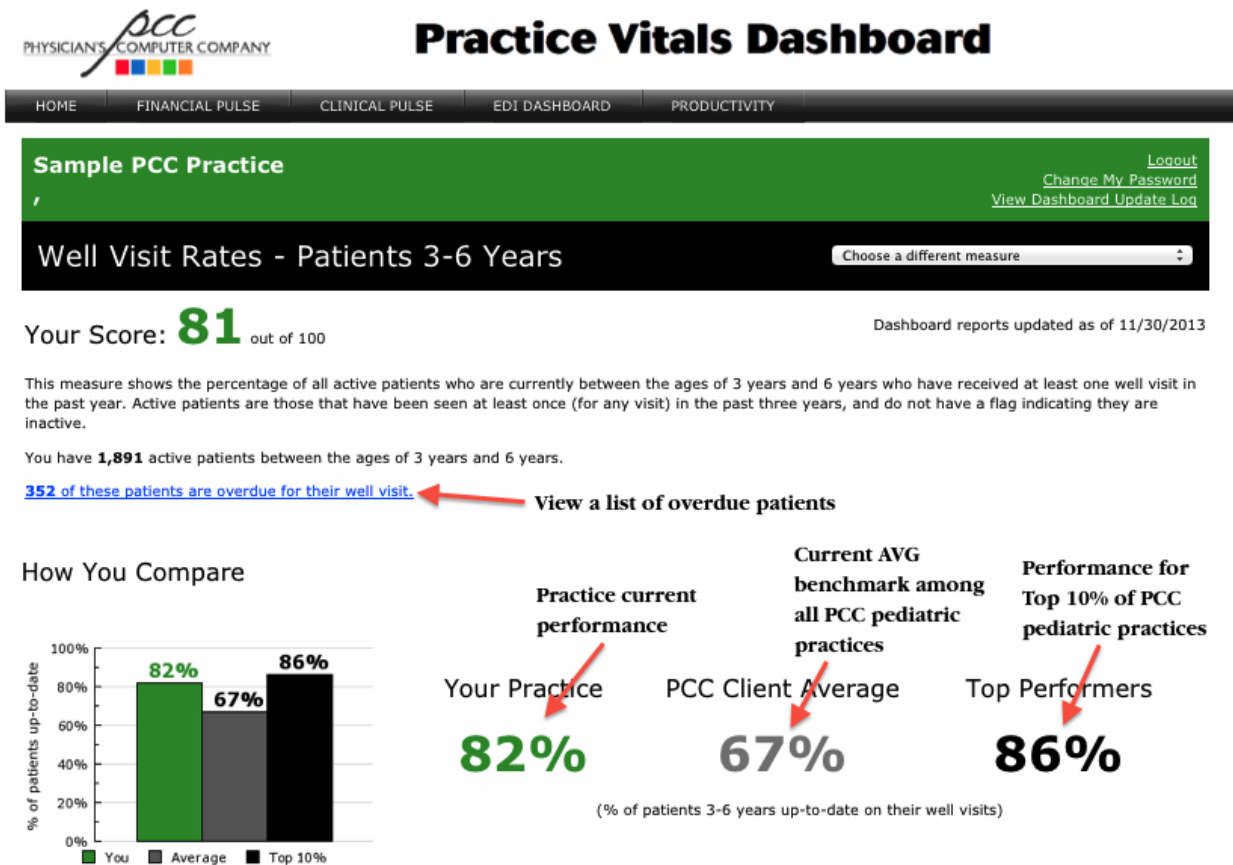 pcc
PHYSICIAN'S COMPUTER COMPANY
Practice Vitals Dashboard
HOME FINANCIAL PULSE CLINICAL PULSE EDI DASHBOARD PRODUCTIVITY
Sample PCC Practice
,
Logout
Change My Password
View Dashboard Update Log
Well Visit Rates - Patients 3-6 Years
Choose a different measure
Your Score: 81 out of 100
Dashboard reports updated as of 11/30/2013
This measure shows the percentage of all active patients who are currently between the ages of 3 years and 6 years who have received at least one well visit in
the past year. Active patients are those that have been seen at least once (for any visit) in the past three years, and do not have a flag indicating they are
inactive.
You have 1,891 active patients between the ages of 3 years and 6 years.
352 of these patients are overdue for their well visit.
View a list of overdue patients
How You Compare
% of patients up-to-date
100%
80%
60%
40%
20%
0%
82%
67%
86%
You Average Top 10%
Practice current
performance
Current AVG
benchmark among
all PCC pediatric
practices
Performance for
Top 10% of PCC
pediatric practices
Your Practice PCC Client Average Top Performers
82% 67% 86%
(% of patients 3-6 years up-to-date on their well visits)